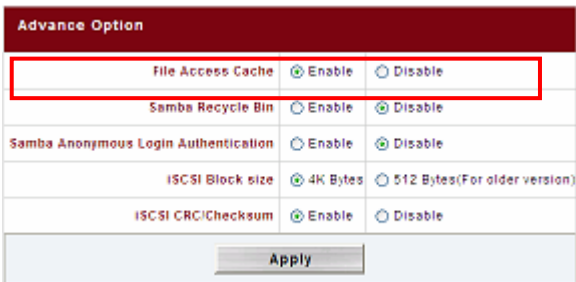 Advance Option
File Access Cache Enable Disable
Samba Recycle Bin Enable Disable
Samba Anonymous Login Authentication Enable Disable
iSCSI Block size 4K Bytes 512 Bytes(For older version)
iSCSI CRC/Checksum Enable Disable
Apply